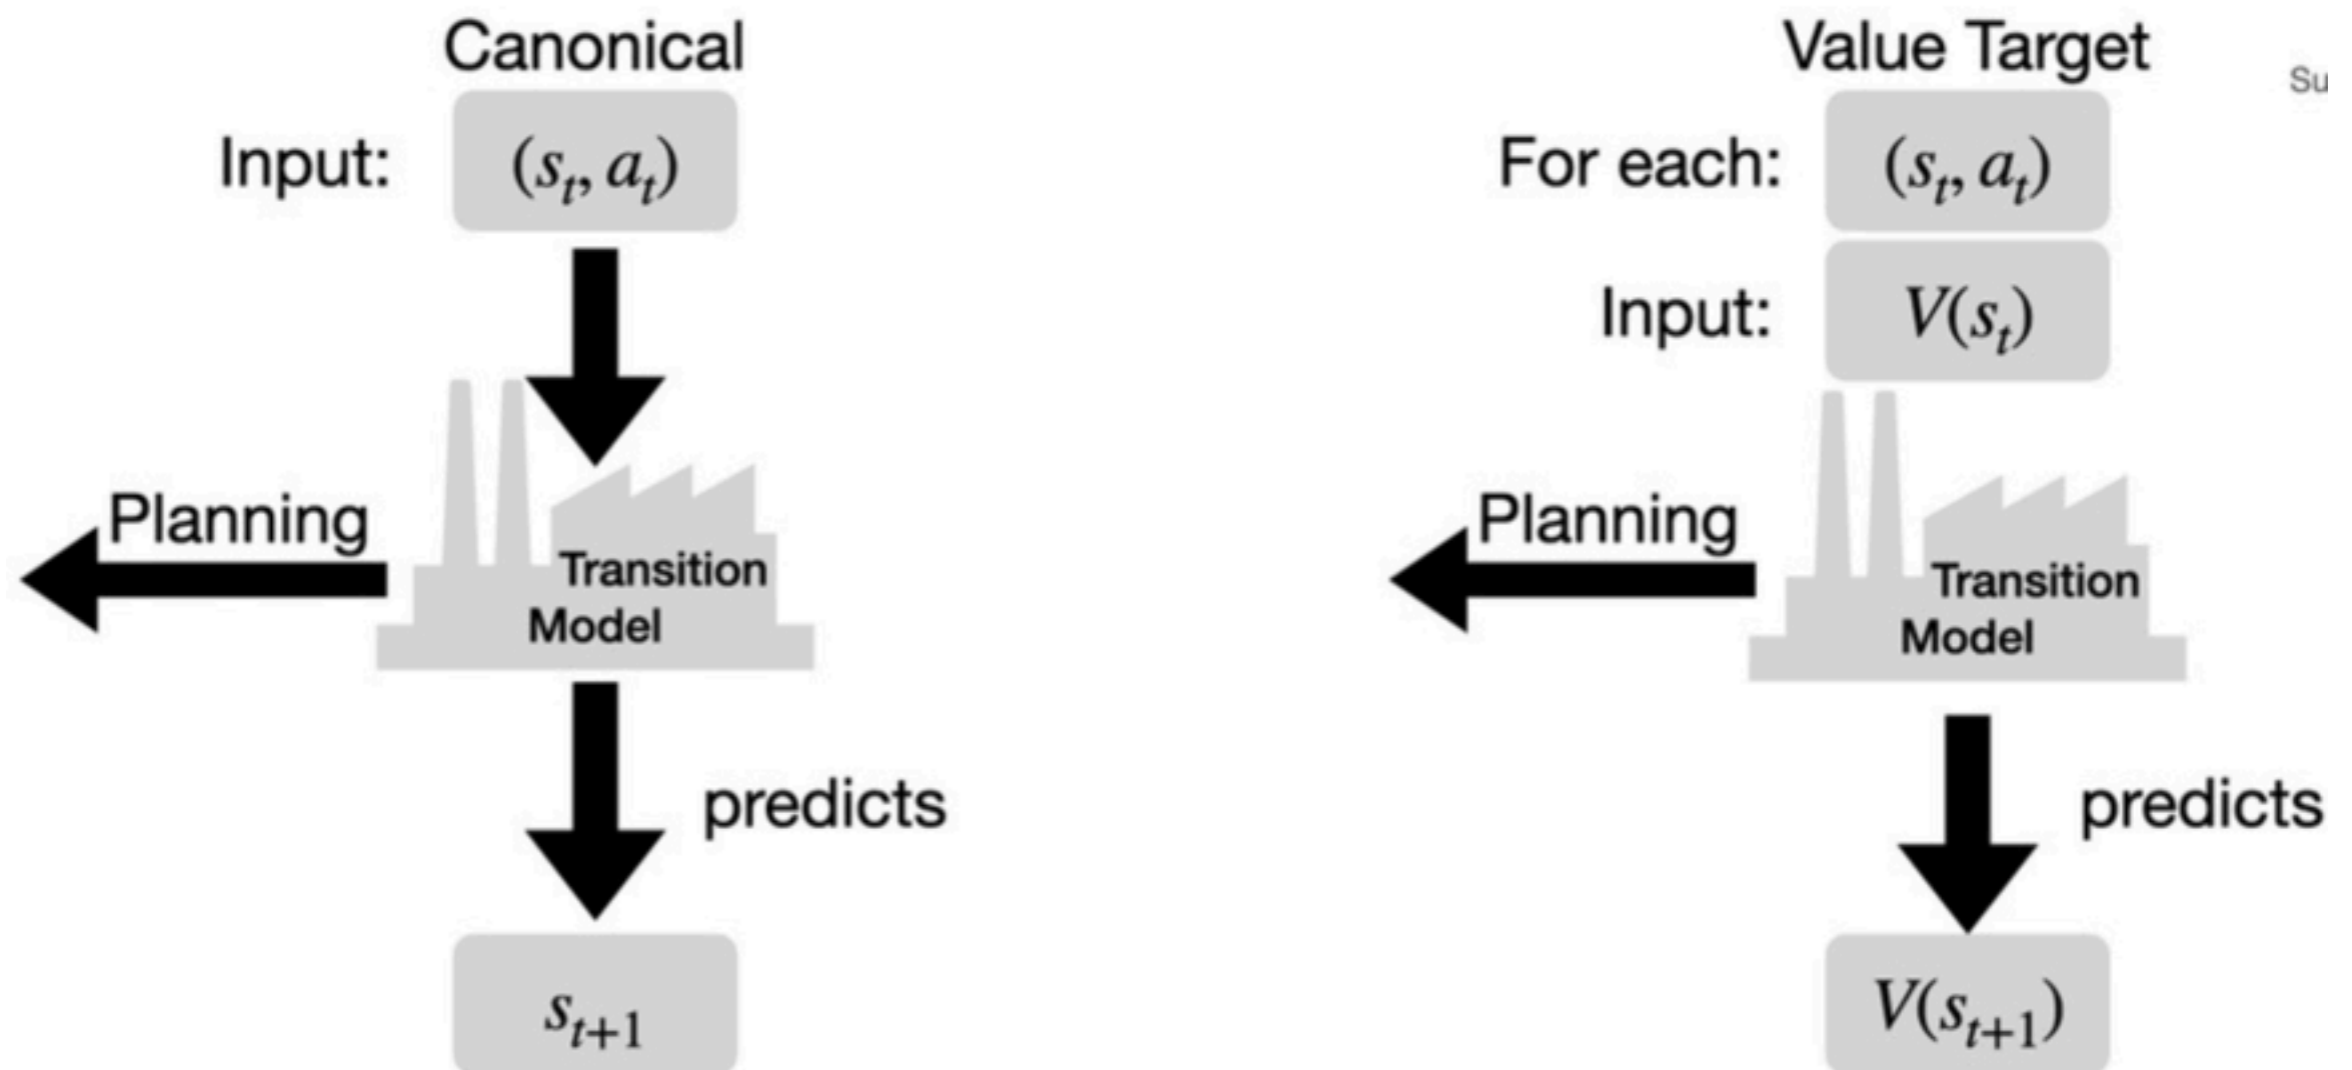 Canonical
Input: (s_t, a_t)
Planning
Transition
Model
predicts
s_{t+1}
Value Target
For each: (s_t, a_t)
Input: V(s_t)
Planning
Transition
Model
predicts
V(s_{t+1})
Su